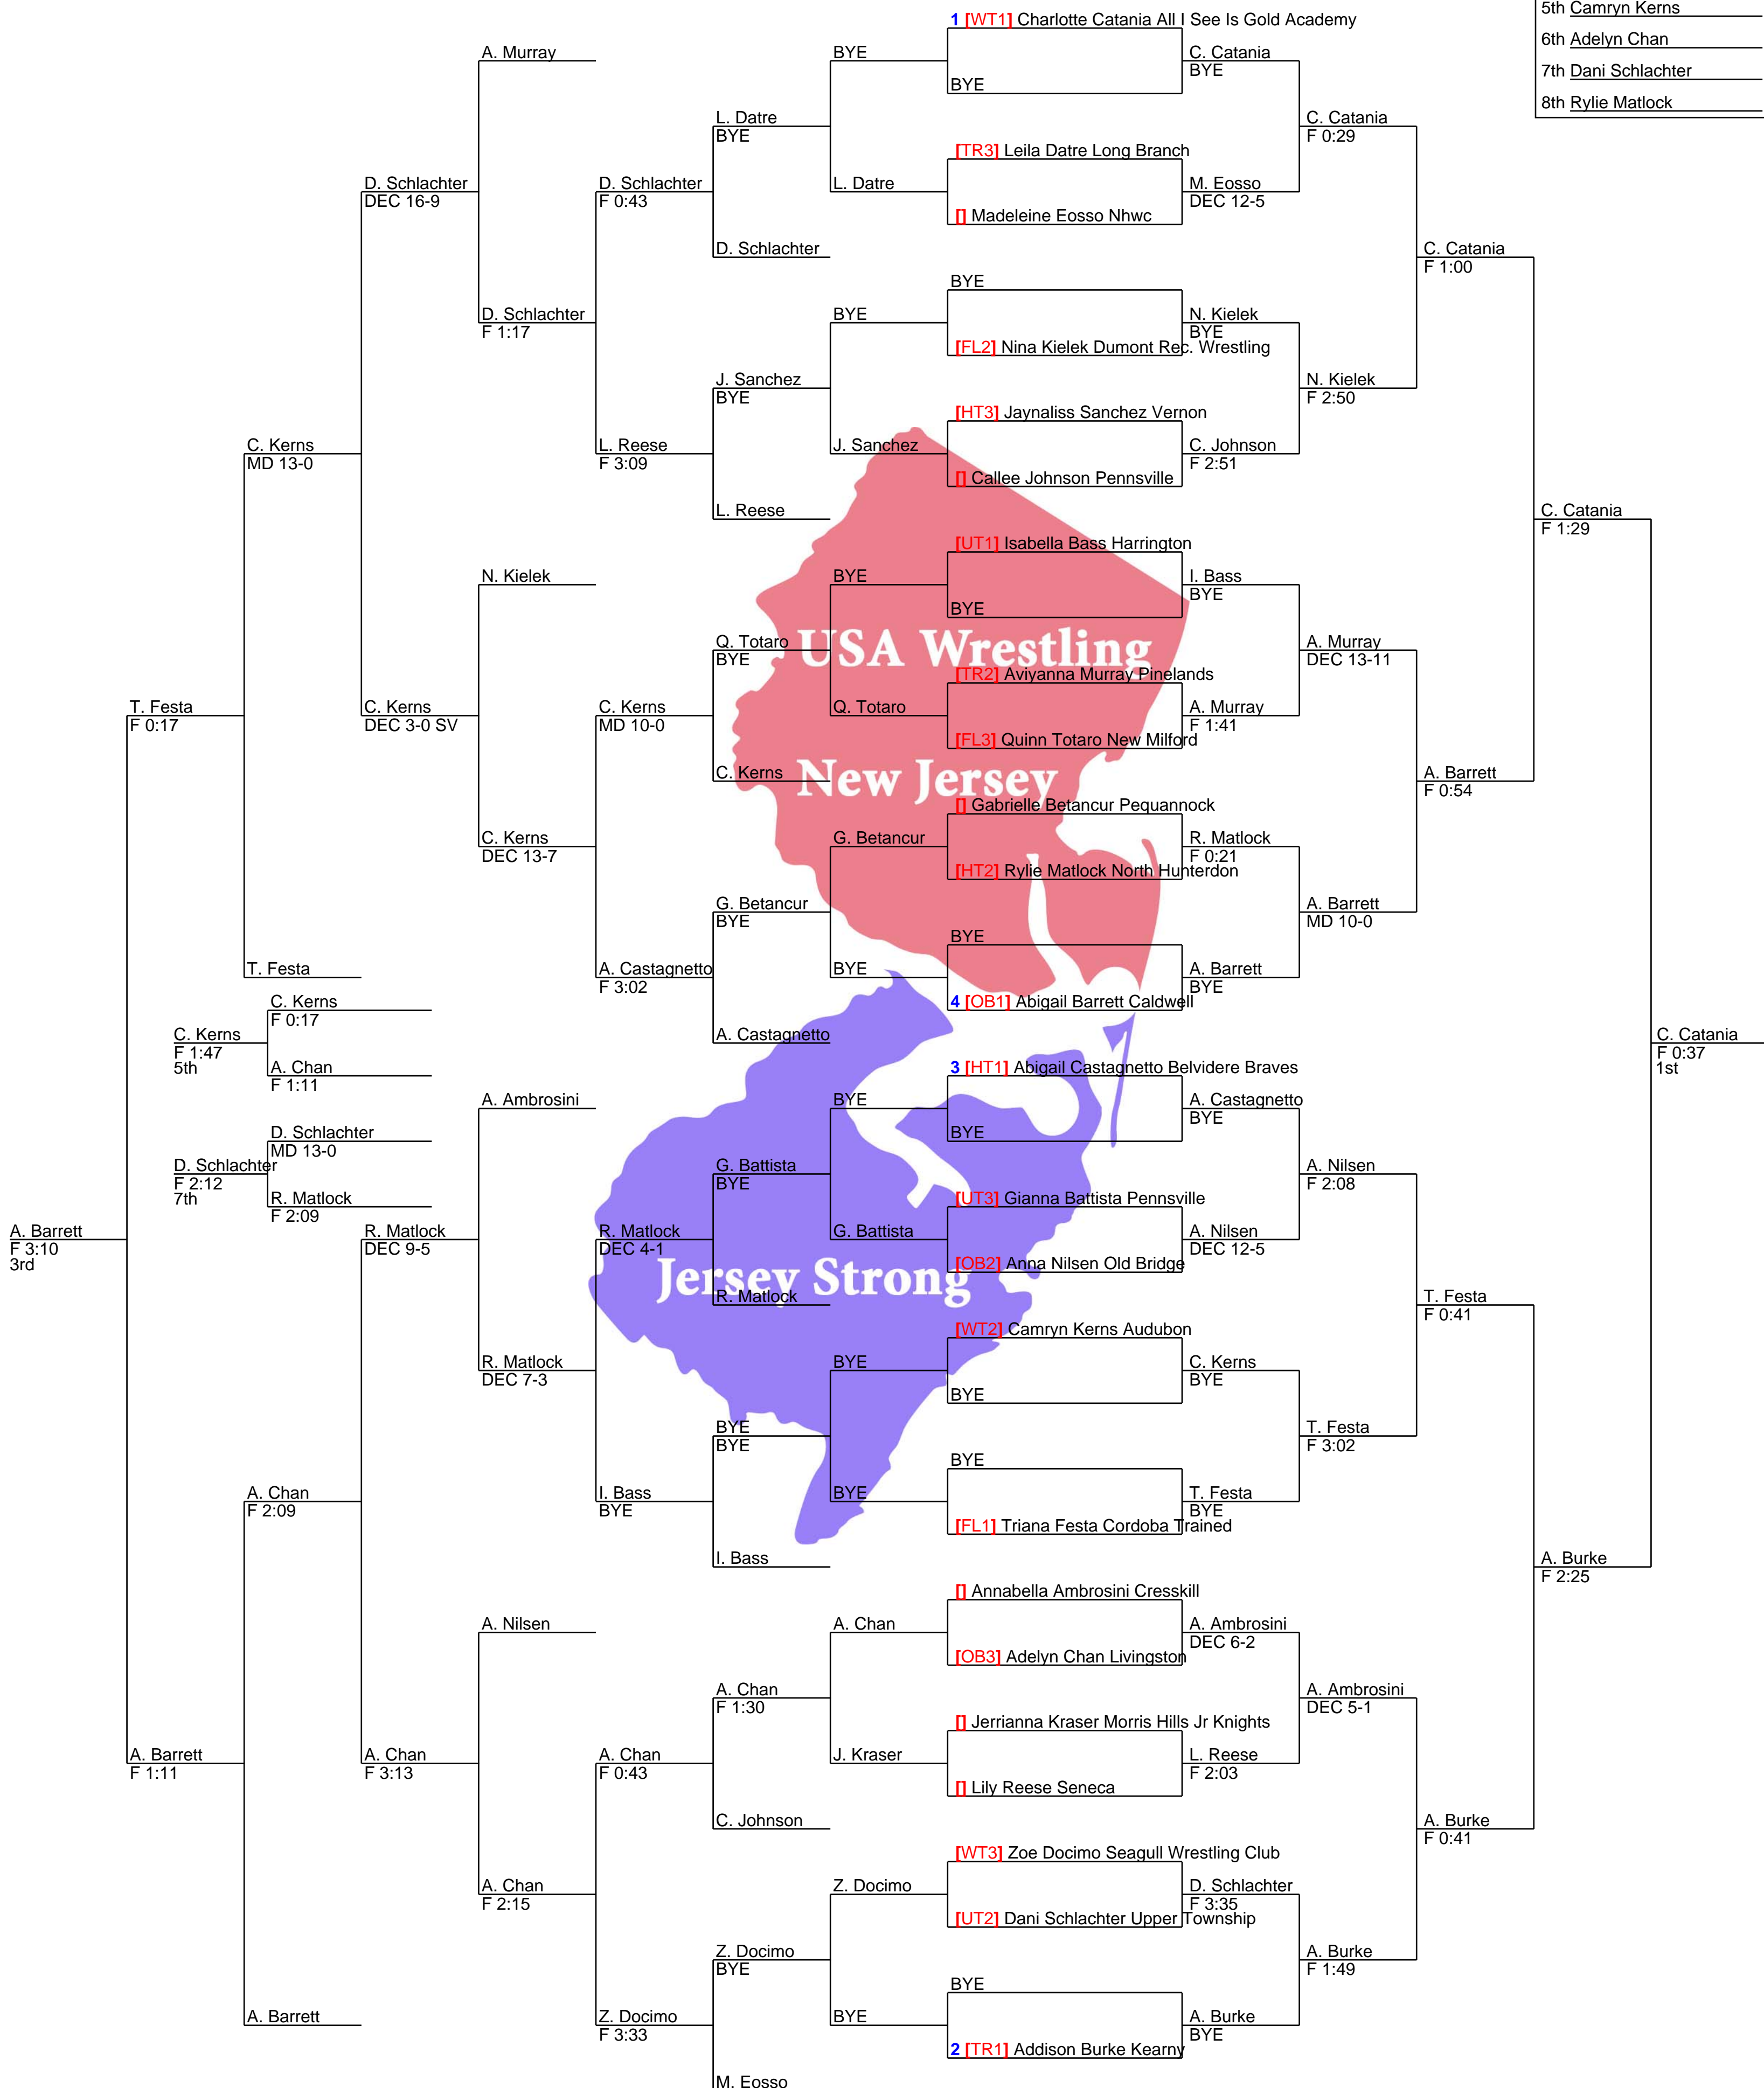 1 [WT1] Charlotte Catania All I See Is Gold Academy
BYE
[TR3] Leila Datre Long Branch
[] Madeleine Eosso Nhwc
BYE
[FL2] Nina Kielek Dumont Rec. Wrestling
[HT3] Jaynaliss Sanchez Vernon
[] Callee Johnson Pennsville
[UT1] Isabella Bass Harrington
BYE
[TR2] Aviyanna Murray Pinelands
[FL3] Quinn Totaro New Milford
[] Gabrielle Betancur Pequannock
[HT2] Rylie Matlock North Hunterdon
BYE
4 [OB1] Abigail Barrett Caldwell
3 [HT1] Abigail Castagnetto Belvidere Braves
BYE
[UT3] Gianna Battista Pennsville
[OB2] Anna Nilsen Old Bridge
[WT2] Camryn Kerns Audubon
BYE
BYE
[FL1] Triana Festa Cordoba Trained
[] Annabella Ambrosini Cresskill
[OB3] Adelyn Chan Livingston
[] Jerrianna Kraser Morris Hills Jr Knights
[] Lily Reese Seneca
[WT3] Zoe Docimo Seagull Wrestling Club
[UT2] Dani Schlachter Upper Township
BYE
2 [TR1] Addison Burke Kearny
C. Catania
BYE
M. Eosso
DEC 12-5
N. Kielek
BYE
C. Johnson
F 2:51
I. Bass
BYE
A. Murray
F 1:41
R. Matlock
F 0:21
A. Barrett
BYE
A. Castagnetto
BYE
A. Nilsen
DEC 12-5
C. Kerns
BYE
T. Festa
BYE
A. Ambrosini
DEC 6-2
L. Reese
F 2:03
D. Schlachter
F 3:35
A. Burke
BYE
C. Catania
F 0:29
N. Kielek
F 2:50
A. Murray
DEC 13-11
A. Barrett
MD 10-0
A. Nilsen
F 2:08
T. Festa
F 3:02
A. Ambrosini
DEC 5-1
A. Burke
F 1:49
C. Catania
F 1:00
A. Barrett
F 0:54
T. Festa
F 0:41
A. Burke
F 0:41
C. Catania
F 1:29
A. Burke
F 2:25
C. Catania
F 0:37
1st
5th Camryn Kerns
6th Adelyn Chan
7th Dani Schlachter
8th Rylie Matlock
BYE
L. Datre
BYE
J. Sanchez
BYE
Q. Totaro
G. Betancur
BYE
BYE
G. Battista
BYE
BYE
A. Chan
J. Kraser
Z. Docimo
BYE
L. Datre
BYE
D. Schlachter
J. Sanchez
BYE
L. Reese
Q. Totaro
BYE
C. Kerns
G. Betancur
BYE
A. Castagnetto
G. Battista
BYE
R. Matlock
BYE
BYE
I. Bass
A. Chan
F 1:30
C. Johnson
Z. Docimo
BYE
M. Eosso
D. Schlachter
F 0:43
L. Reese
F 3:09
C. Kerns
MD 10-0
A. Castagnetto
F 3:02
R. Matlock
DEC 4-1
I. Bass
BYE
A. Chan
F 0:43
Z. Docimo
F 3:33
A. Murray
D. Schlachter
F 1:17
N. Kielek
C. Kerns
DEC 13-7
A. Ambrosini
R. Matlock
DEC 7-3
A. Nilsen
A. Chan
F 2:15
D. Schlachter
DEC 16-9
C. Kerns
DEC 3-0 SV
R. Matlock
DEC 9-5
A. Chan
F 3:13
C. Kerns
MD 13-0
T. Festa
A. Chan
F 2:09
A. Barrett
T. Festa
F 0:17
A. Barrett
F 1:11
A. Barrett
F 3:10
3rd
C. Kerns
F 0:17
A. Chan
F 1:11
C. Kerns
F 1:47
5th
D. Schlachter
MD 13-0
R. Matlock
F 2:09
D. Schlachter
F 2:12
7th
USA Wrestling
New Jersey
Jersey Strong